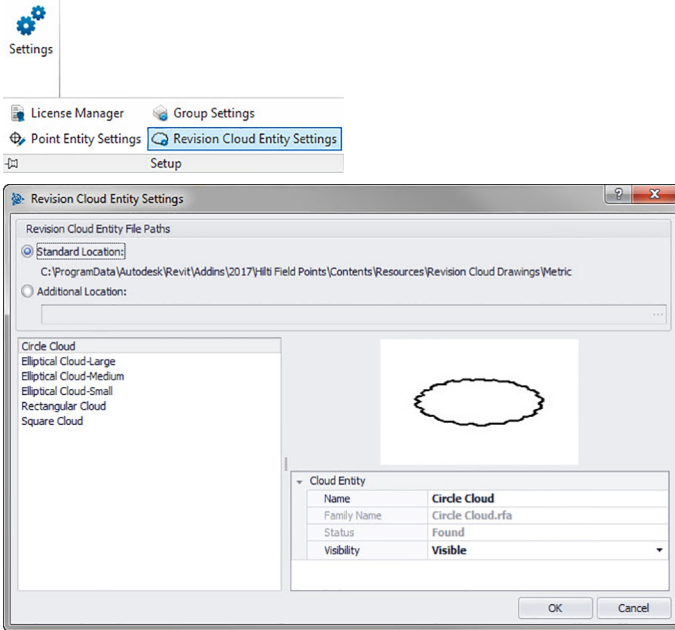 Settings
License Manager
Group Settings
Point Entity Settings
Revision Cloud Entity Settings
Setup
Revision Cloud Entity Settings
?
X
Revision Cloud Entity File Paths
Standard Location:
C:\ProgramData\Autodesk\Revit\Addins\2017\Hilti Field Points\Contents\Resources\Revision Cloud Drawings\Metric
Additional Location:
...
Circle Cloud
Elliptical Cloud-Large
Elliptical Cloud-Medium
Elliptical Cloud-Small
Rectangular Cloud
Square Cloud
Cloud Entity
Name Circle Cloud
Family Name Circle Cloud.rfa
Status Found
Visibility Visible
OK
Cancel